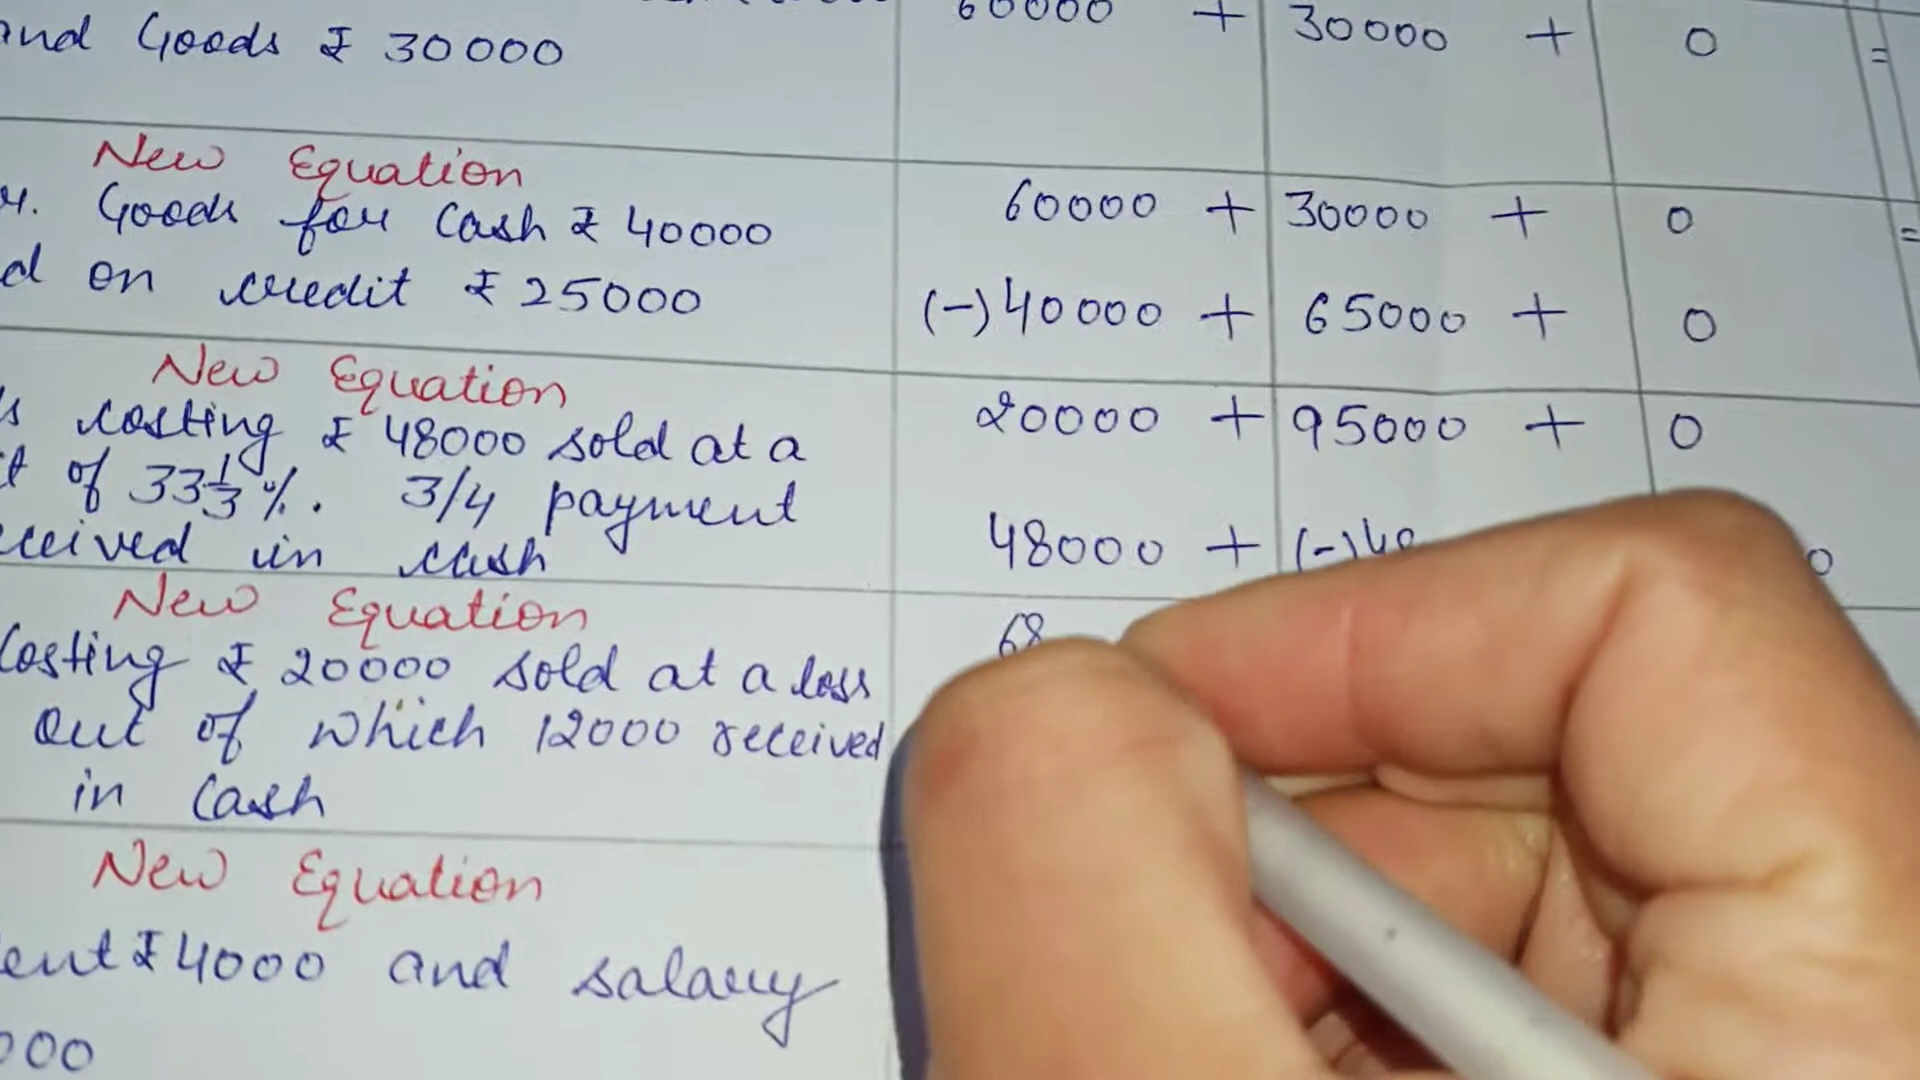 and Goods ₹ 30000
60000 + 30000 + 0 =
New Equation
60000 + 30000 + 0 =
Goods for cash ₹ 40000
on credit ₹ 25000
(-) 40000 + 65000 + 0
New Equation
20000 + 95000 + 0
costing ₹ 48000 sold at a
of 33 1/3 %. 3/4 payment
in cash
48000 + (-) 48
New Equation
68
Costing ₹ 20000 sold at a loss
out of which 12000 received
in Cash
New Equation
₹ 4000 and salary
000